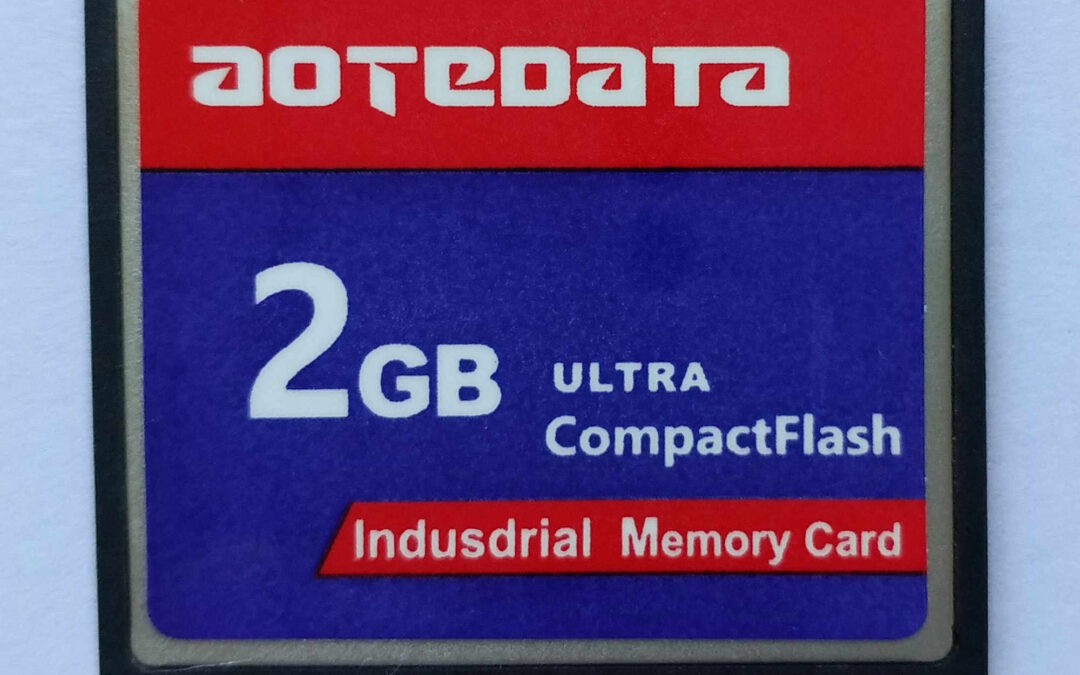 AOTEDATA
2GB
ULTRA
CompactFlash
Indusdrial Memory Card